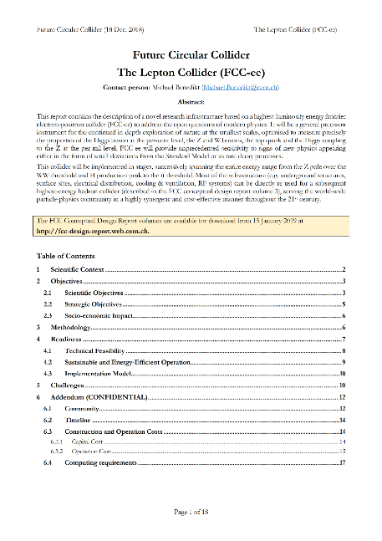 Future Circular Collider (18 Dec. 2018) The Lepton Collider (FCC-ee)
Future Circular Collider
The Lepton Collider (FCC-ee)
Contact person: Michael Benedikt (Michael.Benedikt@cern.ch)
Abstract:
This report contains the description of a novel research infrastructure based on a highest-luminosity energy frontier
electron-positron collider (FCC-ee) to address the open questions of modern physics. It will be a general precision
instrument for the continued in-depth exploration of nature at the smallest scales, optimised to measure precisely
the properties of the Higgs boson at the percent level, the Z and W bosons, the top quark and the Higgs coupling
to the Z at the per mil level. FCC-ee will provide unprecedented sensitivity to signs of new physics appearing
either in the form of small deviations from the Standard Model or as rare decay processes.
This collider will be implemented in stages, successively spanning the entire energy range from the Z pole over the
WW threshold and H production peak to the tt threshold. Most of the infrastructure (e.g. underground structures,
surface sites, electrical distribution, cooling & ventilation, RF systems) can be directly re-used for a subsequent
highest-energy hadron collider (described in the FCC conceptual design report volume 3), serving the world-wide
particle-physics community in a highly synergetic and cost-effective manner throughout the 21st century.
The FCC Conceptual Design Report volumes are available for download from 15 January 2019 at
http://fcc-design-report.web.cern.ch.
Table of Contents
1 Scientific Context 2
2 Objectives 3
2.1 Scientific Objectives 3
2.2 Strategic Objectives 5
2.3 Socio-economic Impact 6
3 Methodology 6
4 Readiness 7
4.1 Technical Feasibility 8
4.2 Sustainable and Energy-Efficient Operation 9
4.3 Implementation Model 10
5 Challenges 10
6 Addendum (CONFIDENTIAL) 12
6.1 Community 12
6.2 Timeline 14
6.3 Construction and Operation Costs 14
6.3.1 Capital Cost 14
6.3.2 Operation Cost 15
6.4 Computing requirements 17
Page 1 of 18